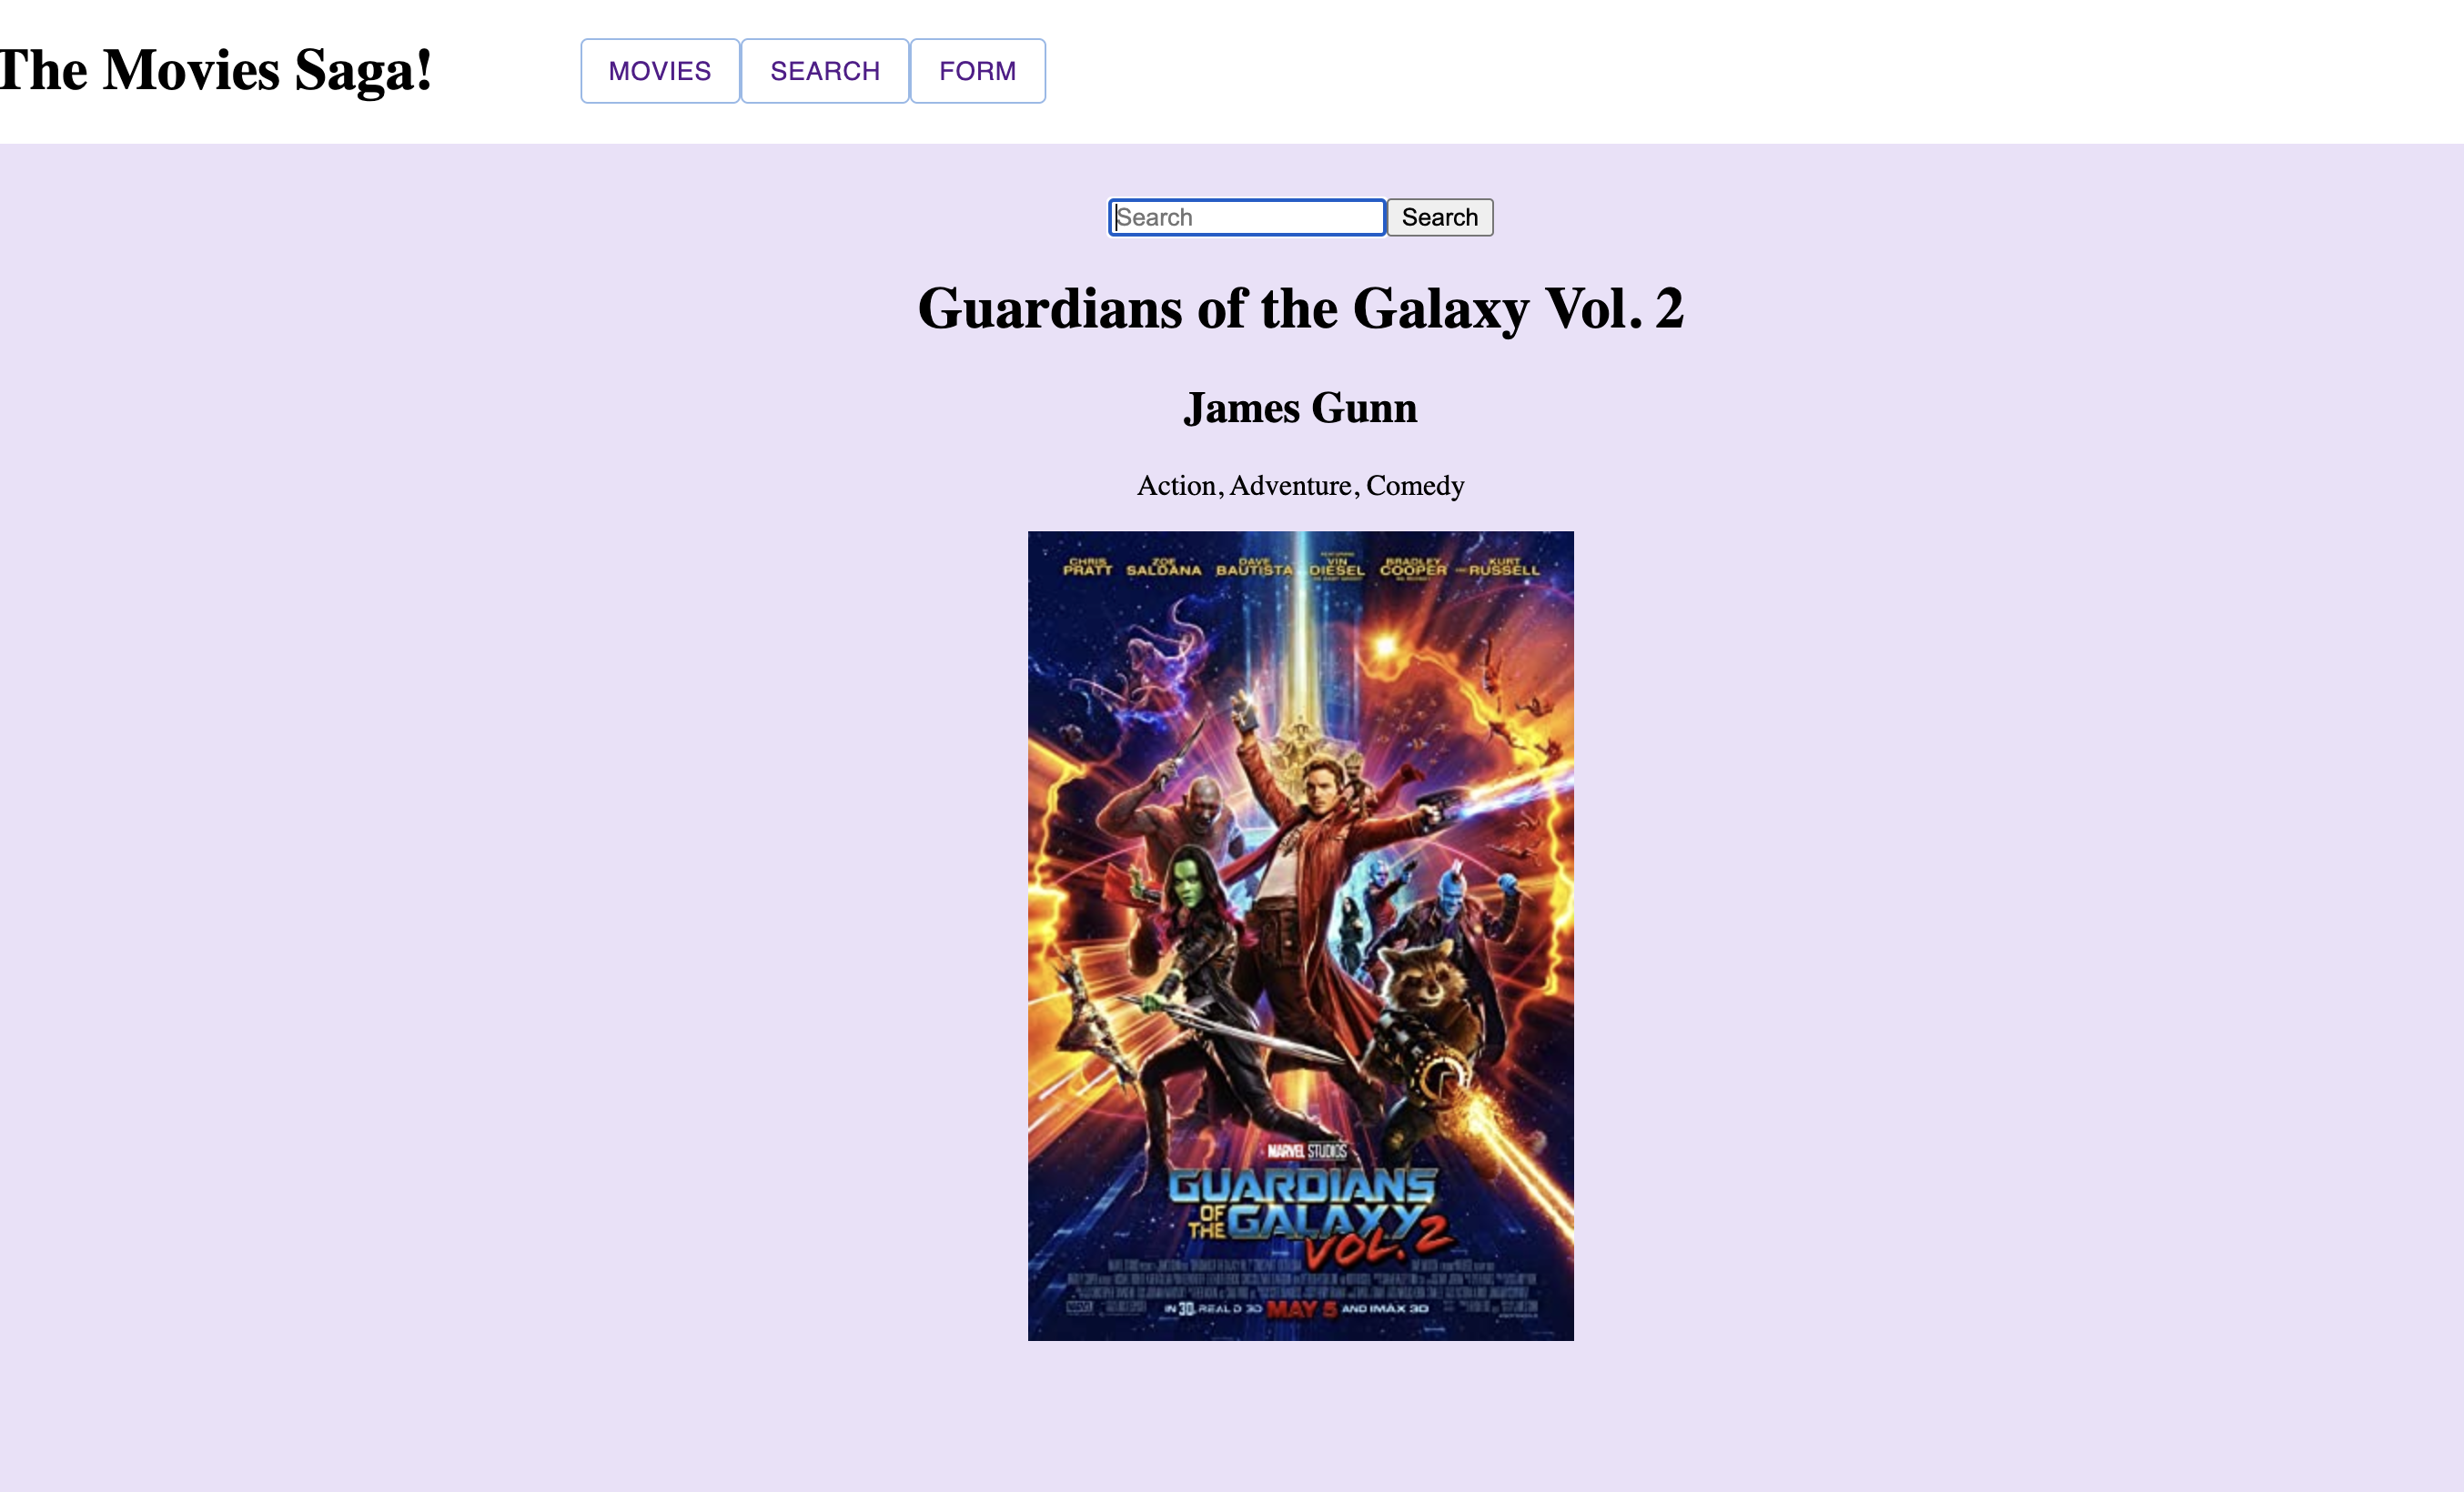 The Movies Saga!
MOVIES SEARCH FORM
Search Search
Guardians of the Galaxy Vol. 2
James Gunn
Action, Adventure, Comedy
CHRIS PRATT ZOE SALDANA DAVE BAUTISTA FEATURING VIN DIESEL BRADLEY COOPER KURT RUSSELL
MARVEL STUDIOS
GUARDIANS
OF THE GALAXY
VOL. 2
MARVEL
IN 3D, REAL D 3D MAY 5 AND IMAX 3D